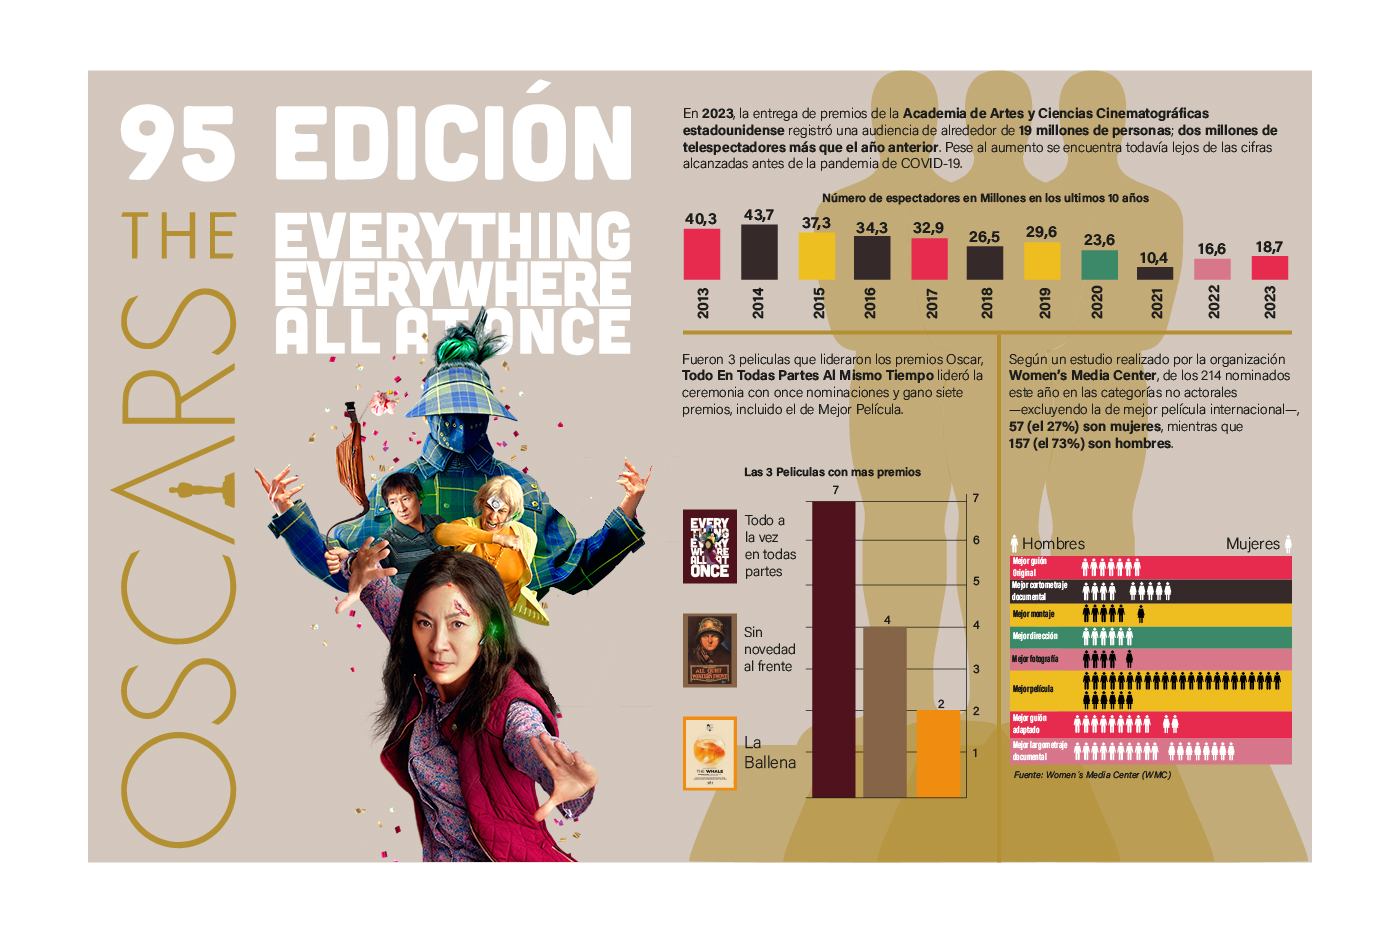 95 EDICIÓN
THE OSCARS
EVERYTHING
EVERYWHERE
ALL AT ONCE
En 2023, la entrega de premios de la Academia de Artes y Ciencias Cinematográficas
estadounidense registró una audiencia de alrededor de 19 millones de personas; dos millones de
telespectadores más que el año anterior. Pese al aumento se encuentra todavía lejos de las cifras
alcanzadas antes de la pandemia de COVID-19.
Número de espectadores en Millones en los ultimos 10 años
40,3 43,7 37,3 34,3 32,9 26,5 29,6 23,6 10,4 16,6 18,7
2013 2014 2015 2016 2017 2018 2019 2020 2021 2022 2023
Fueron 3 peliculas que lideraron los premios Oscar,
Todo En Todas Partes Al Mismo Tiempo lideró la
ceremonia con once nominaciones y gano siete
premios, incluido el de Mejor Película.
Las 3 Peliculas con mas premios
7
4
2
7
6
5
4
3
2
1
EVERY
THING
EVERY
WHERE
ALL AT
ONCE
Todo a
la vez
en todas
partes
ALL QUIET
WESTERN FRONT
Sin
novedad
al frente
THE WHALE
La
Ballena
Según un estudio realizado por la organización
Women's Media Center, de los 214 nominados
este año en las categorías no actorales
—excluyendo la de mejor película internacional—,
57 (el 27%) son mujeres, mientras que
157 (el 73%) son hombres.
Hombres Mujeres
Mejor guión
Original
Mejor cortometraje
documental
Mejor montaje
Mejor dirección
Mejor fotografía
Mejor película
Mejor guión
adaptado
Mejor largometraje
documental
Fuente: Women´s Media Center (WMC)